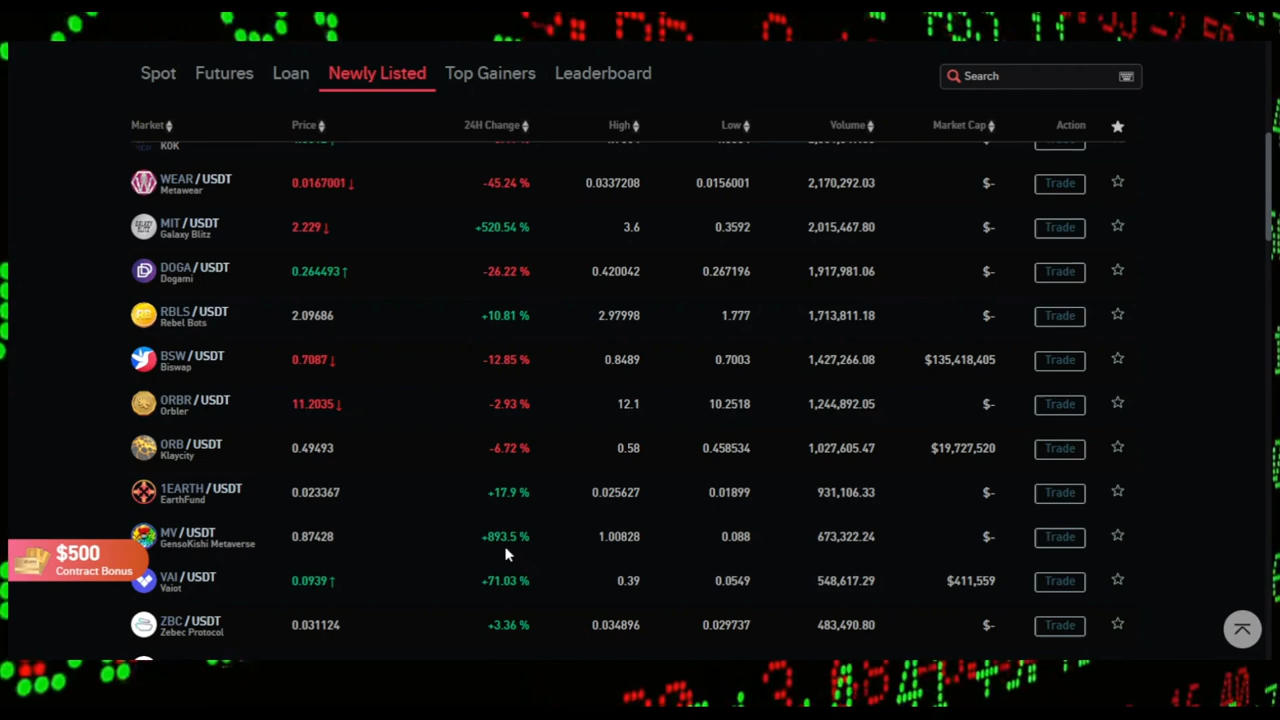 Spot Futures Loan Newly Listed Top Gainers Leaderboard Search
Market Price 24H Change High Low Volume Market Cap Action
KOK $-
WEAR / USDT 0.0167001 ↓ -45.24 % 0.0337208 0.0156001 2,170,292.03 $- Trade
Metawear
MIT / USDT 2.229 ↓ +520.54 % 3.6 0.3592 2,015,467.80 $- Trade
Galaxy Blitz
DOGA / USDT 0.264493 ↑ -26.22 % 0.420042 0.267196 1,917,981.06 $- Trade
Dogami
RBLS / USDT 2.09686 +10.81 % 2.97998 1.777 1,713,811.18 $- Trade
Rebel Bots
BSW / USDT 0.7087 ↓ -12.85 % 0.8489 0.7003 1,427,266.08 $135,418,405 Trade
Biswap
ORBR / USDT 11.2035 ↓ -2.93 % 12.1 10.2518 1,244,892.05 $- Trade
Orbler
ORB / USDT 0.49493 -6.72 % 0.58 0.458534 1,027,605.47 $19,727,520 Trade
Klaycity
1EARTH / USDT 0.023367 +17.9 % 0.025627 0.01899 931,106.33 $- Trade
EarthFund
MV / USDT 0.87428 +893.5 % 1.00828 0.088 673,322.24 $- Trade
GensoKishi Metaverse
$500
Contract Bonus
VAI / USDT 0.0939 ↑ +71.03 % 0.39 0.0549 548,617.29 $411,559 Trade
Vaiot
ZBC / USDT 0.031124 +3.36 % 0.034896 0.029737 483,490.80 $- Trade
Zebec Protocol